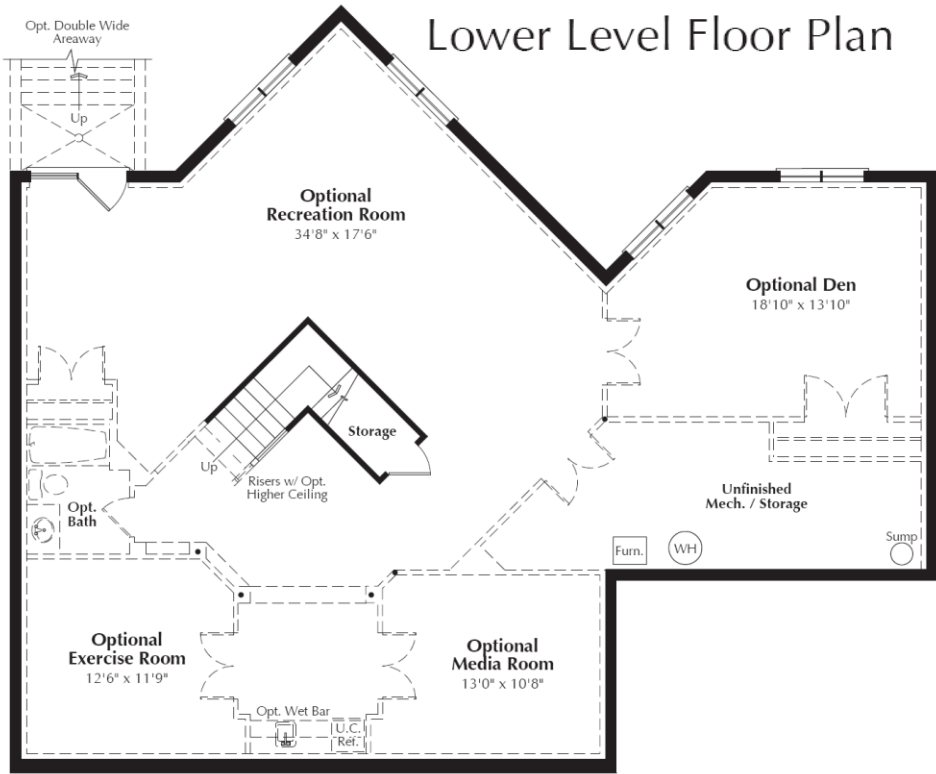 Lower Level Floor Plan
Opt. Double Wide
Areaway
Up
Optional
Recreation Room
34'8" x 17'6"
Optional Den
18'10" x 13'10"
Storage
Up
Risers w/ Opt.
Higher Ceiling
Opt.
Bath
Unfinished
Mech. / Storage
Furn.
WH
Sump
Optional
Exercise Room
12'6" x 11'9"
Optional
Media Room
13'0" x 10'8"
Opt. Wet Bar
U.C.
Ref.